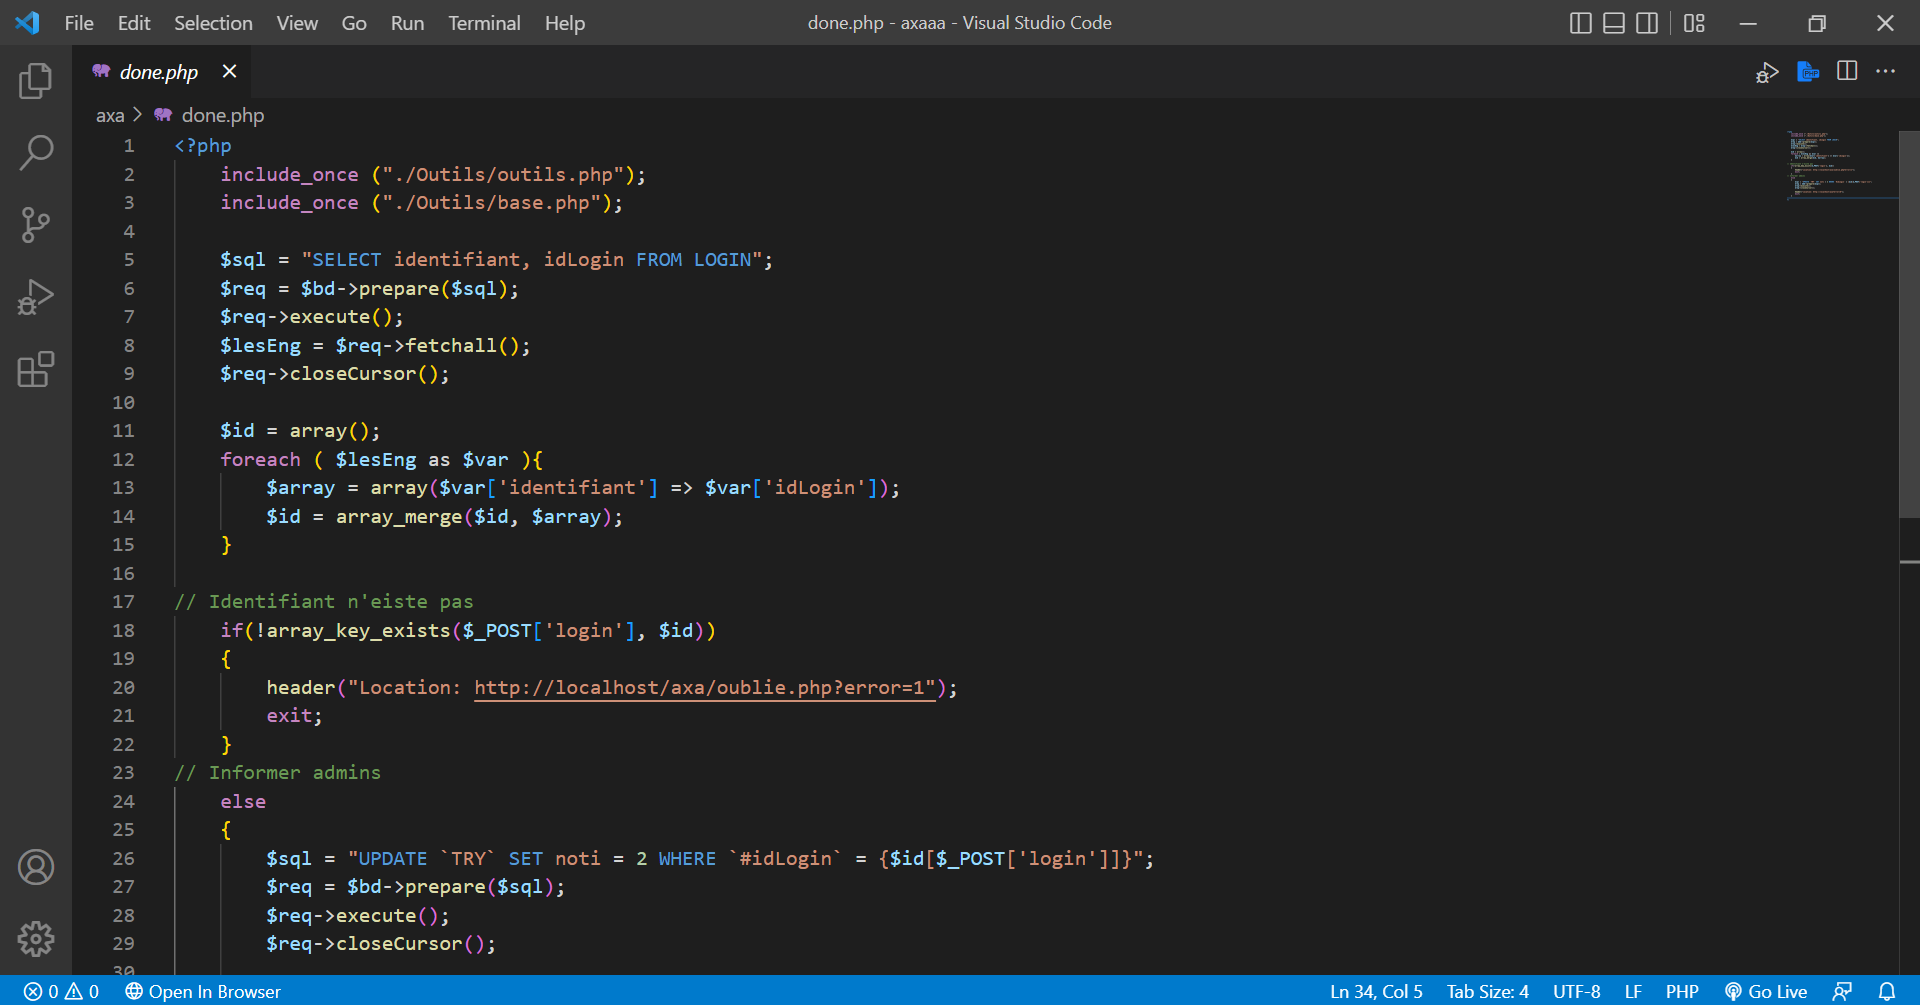 File Edit Selection View Go Run Terminal Help done.php - axaaa - Visual Studio Code
done.php
axa > done.php
1 <?php
2 include_once ("./Outils/outils.php");
3 include_once ("./Outils/base.php");
4
5 $sql = "SELECT identifiant, idLogin FROM LOGIN";
6 $req = $bd->prepare($sql);
7 $req->execute();
8 $lesEng = $req->fetchall();
9 $req->closeCursor();
10
11 $id = array();
12 foreach ( $lesEng as $var ){
13 $array = array($var['identifiant'] => $var['idLogin']);
14 $id = array_merge($id, $array);
15 }
16
17 // Identifiant n'eiste pas
18 if(!array_key_exists($_POST['login'], $id))
19 {
20 header("Location: http://localhost/axa/oublie.php?error=1");
21 exit;
22 }
23 // Informer admins
24 else
25 {
26 $sql = "UPDATE `TRY` SET noti = 2 WHERE `#idLogin` = {$id[$_POST['login']]}";
27 $req = $bd->prepare($sql);
28 $req->execute();
29 $req->closeCursor();
30
0 0 Open In Browser Ln 34, Col 5 Tab Size: 4 UTF-8 LF PHP Go Live